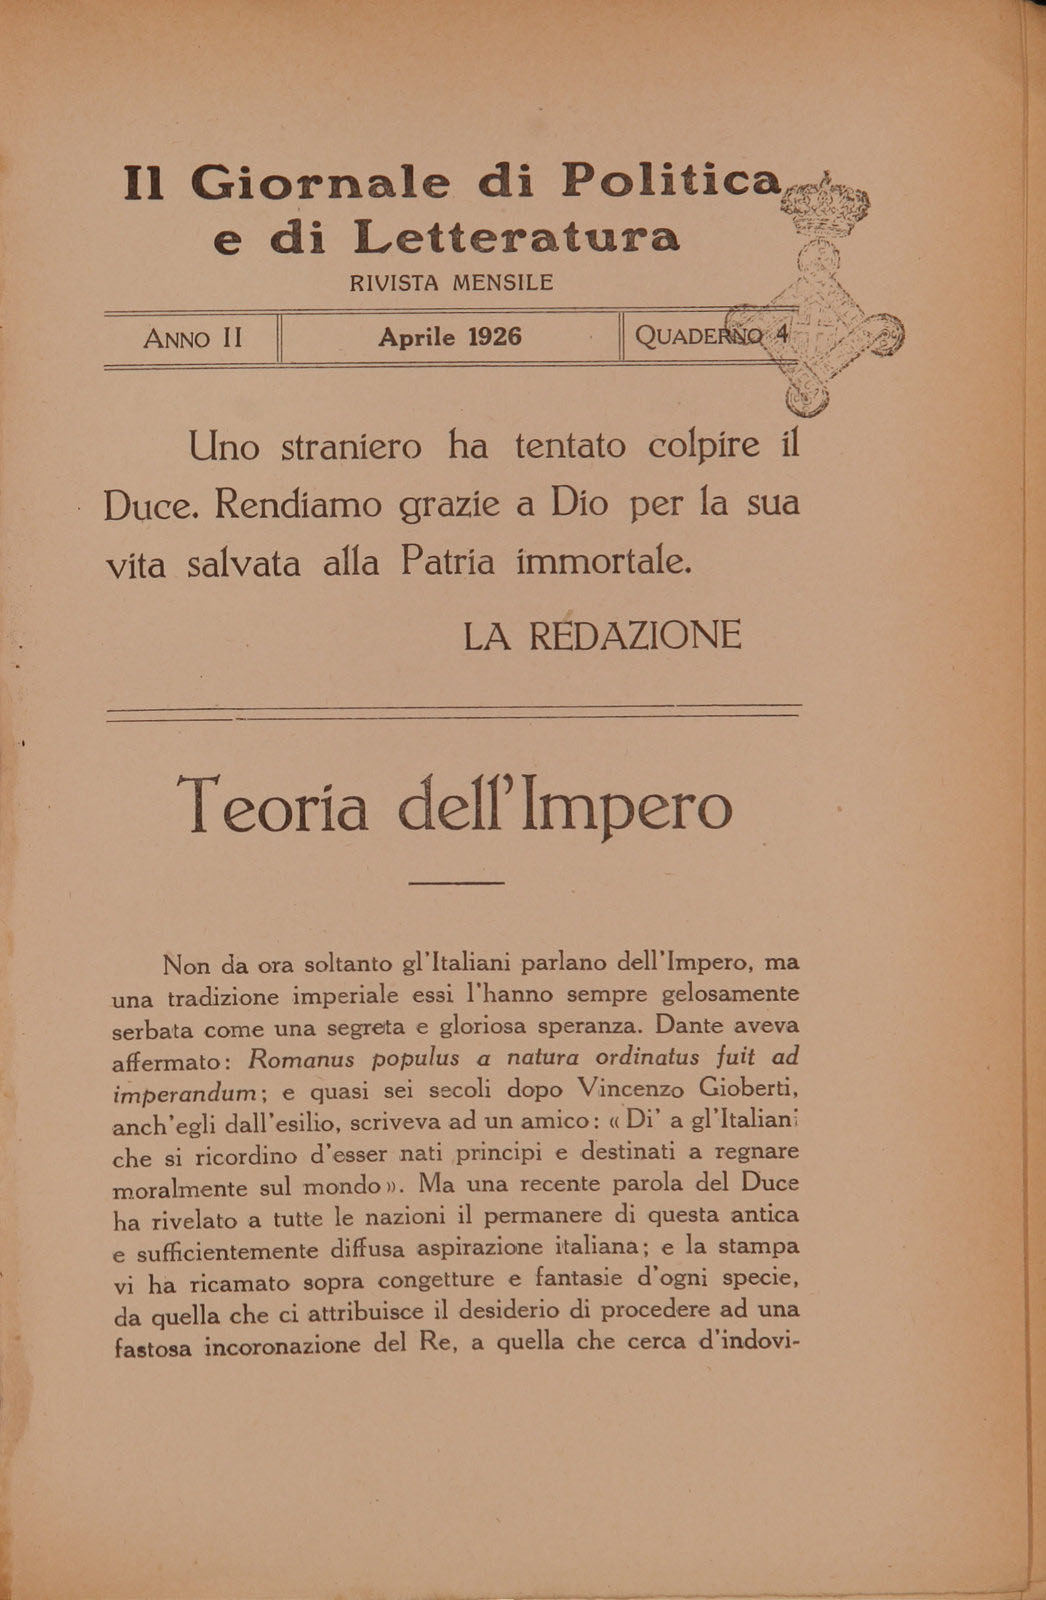 Il Giornale di Politica
e di Letteratura
RIVISTA MENSILE
ANNO II
Aprile 1926
QUADERNO 4
Uno straniero ha tentato colpire il
Duce. Rendiamo grazie a Dio per la sua
vita salvata alla Patria immortale.
LA REDAZIONE
Teoria dell'Impero
Non da ora soltanto gl'Italiani parlano dell'Impero, ma
una tradizione imperiale essi l'hanno sempre gelosamente
serbata come una segreta e gloriosa speranza. Dante aveva
affermato: Romanus populus a natura ordinatus fuit ad
imperandum; e quasi sei secoli dopo Vincenzo Gioberti,
anch'egli dall'esilio, scriveva ad un amico: « Di' a gl'Italiani
che si ricordino d'esser nati principi e destinati a regnare
moralmente sul mondo ». Ma una recente parola del Duce
ha rivelato a tutte le nazioni il permanere di questa antica
e sufficientemente diffusa aspirazione italiana; e la stampa
vi ha ricamato sopra congetture e fantasie d'ogni specie,
da quella che ci attribuisce il desiderio di procedere ad una
fastosa incoronazione del Re, a quella che cerca d'indovi-